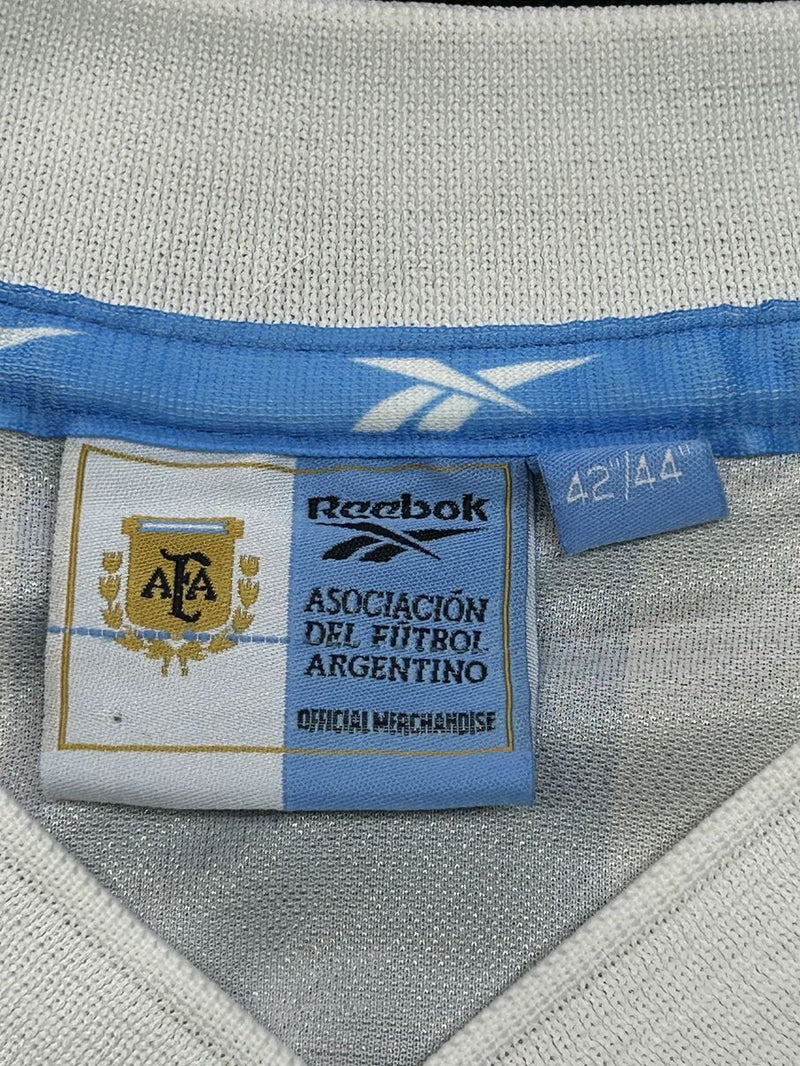 AFA
Reebok
ASOCIACIÓN
DEL FÚTBOL
ARGENTINO
OFFICIAL MERCHANDISE
42"/44"